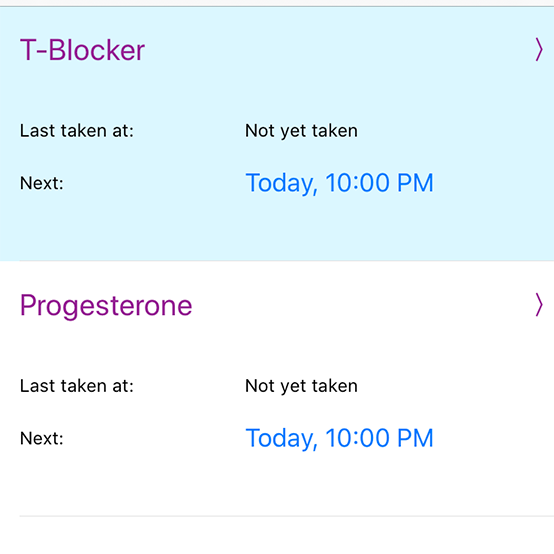 T-Blocker 〉
Last taken at: Not yet taken
Next: Today, 10:00 PM
Progesterone 〉
Last taken at: Not yet taken
Next: Today, 10:00 PM